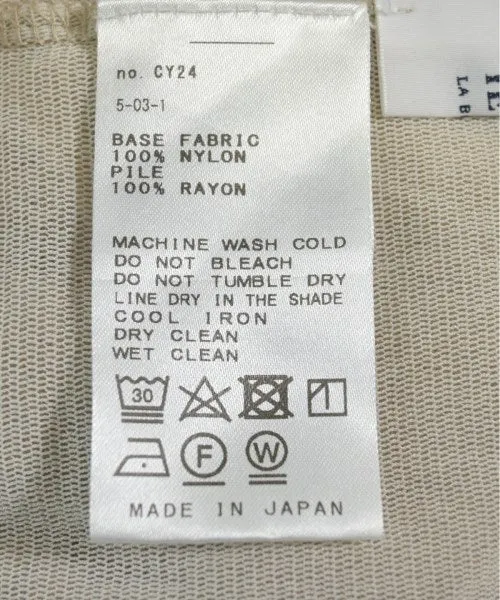 no. CY24
5-03-1
BASE FABRIC
100% NYLON
PILE
100% RAYON
MACHINE WASH COLD
DO NOT BLEACH
DO NOT TUMBLE DRY
LINE DRY IN THE SHADE
COOL IRON
DRY CLEAN
WET CLEAN
30
F
W
MADE IN JAPAN
LA B